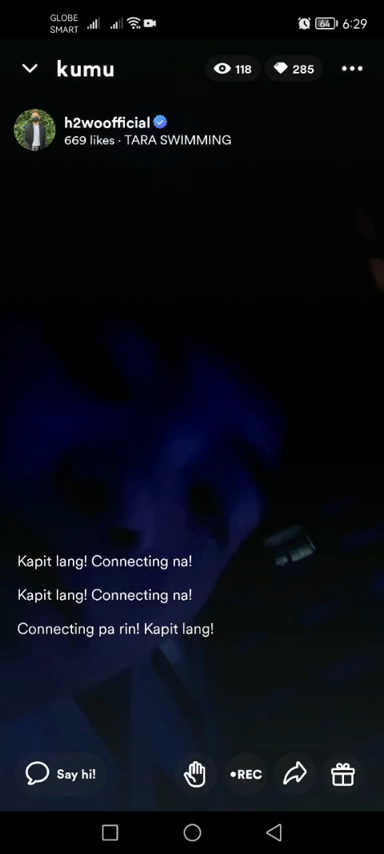 GLOBE
SMART
64 6:29
kumu 118 285
h2woofficial
669 likes · TARA SWIMMING
Kapit lang! Connecting na!
Kapit lang! Connecting na!
Connecting pa rin! Kapit lang!
Say hi! •REC